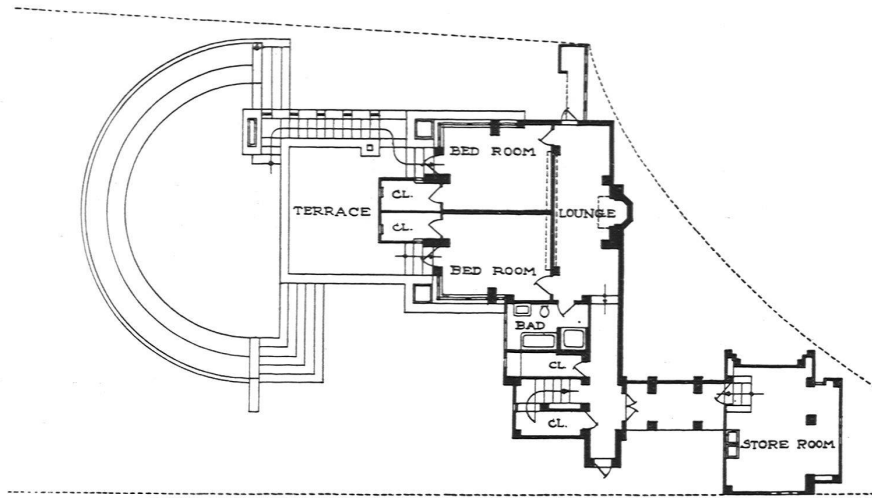 BED ROOM
CL.
TERRACE
LOUNGE
CL.
BED ROOM
BAD
CL.
CL.
STORE ROOM